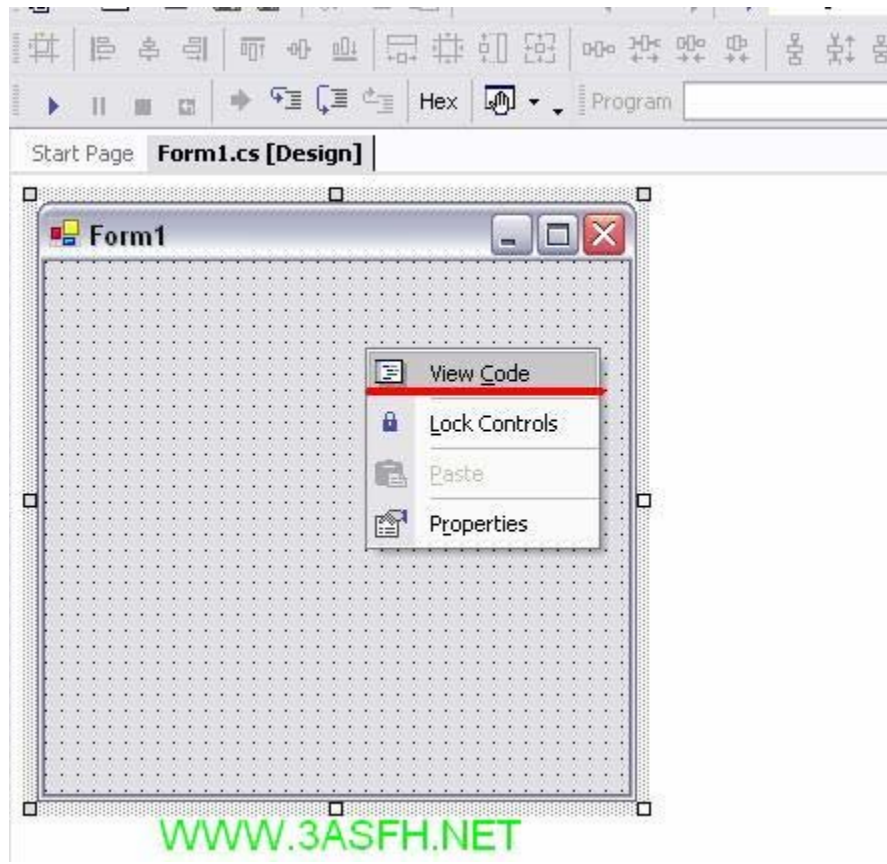 Hex
Program
Start Page Form1.cs [Design]
Form1
View Code
Lock Controls
Paste
Properties
WWW.3ASFH.NET